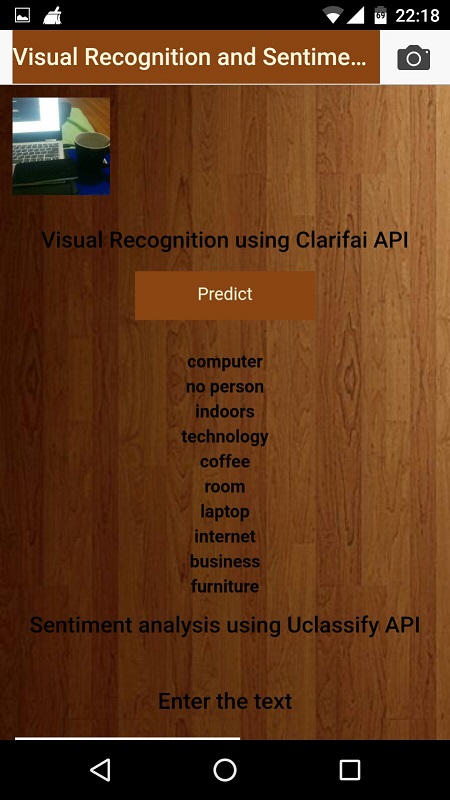 69 22:18
Visual Recognition and Sentime...
Visual Recognition using Clarifai API
Predict
computer
no person
indoors
technology
coffee
room
laptop
internet
business
furniture
Sentiment analysis using Uclassify API
Enter the text